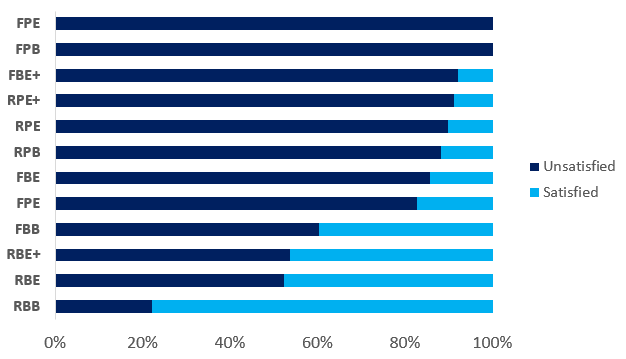 FPE
FPB
FBE+
RPE+
RPE
RPB
FBE
FPE
FBB
RBE+
RBE
RBB
0% 20% 40% 60% 80% 100%
Unsatisfied
Satisfied